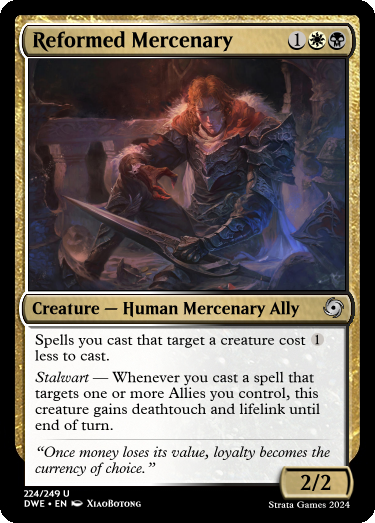 Reformed Mercenary 1
Creature — Human Mercenary Ally
Spells you cast that target a creature cost 1
less to cast.
Stalwart — Whenever you cast a spell that
targets one or more Allies you control, this
creature gains deathtouch and lifelink until
end of turn.
“Once money loses its value, loyalty becomes the
currency of choice.”
2/2
224/249 U
DWE • EN XiaoBotong
Strata Games 2024